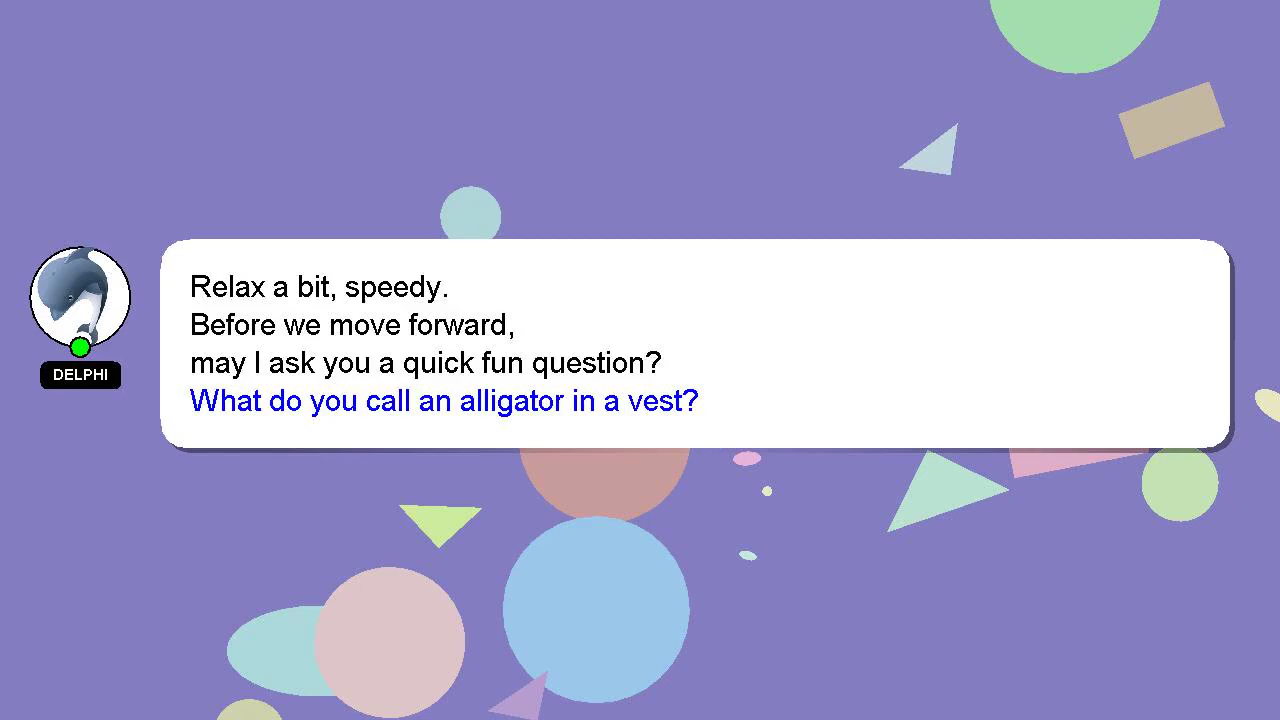 Relax a bit, speedy.
Before we move forward,
may I ask you a quick fun question?
What do you call an alligator in a vest?
DELPHI